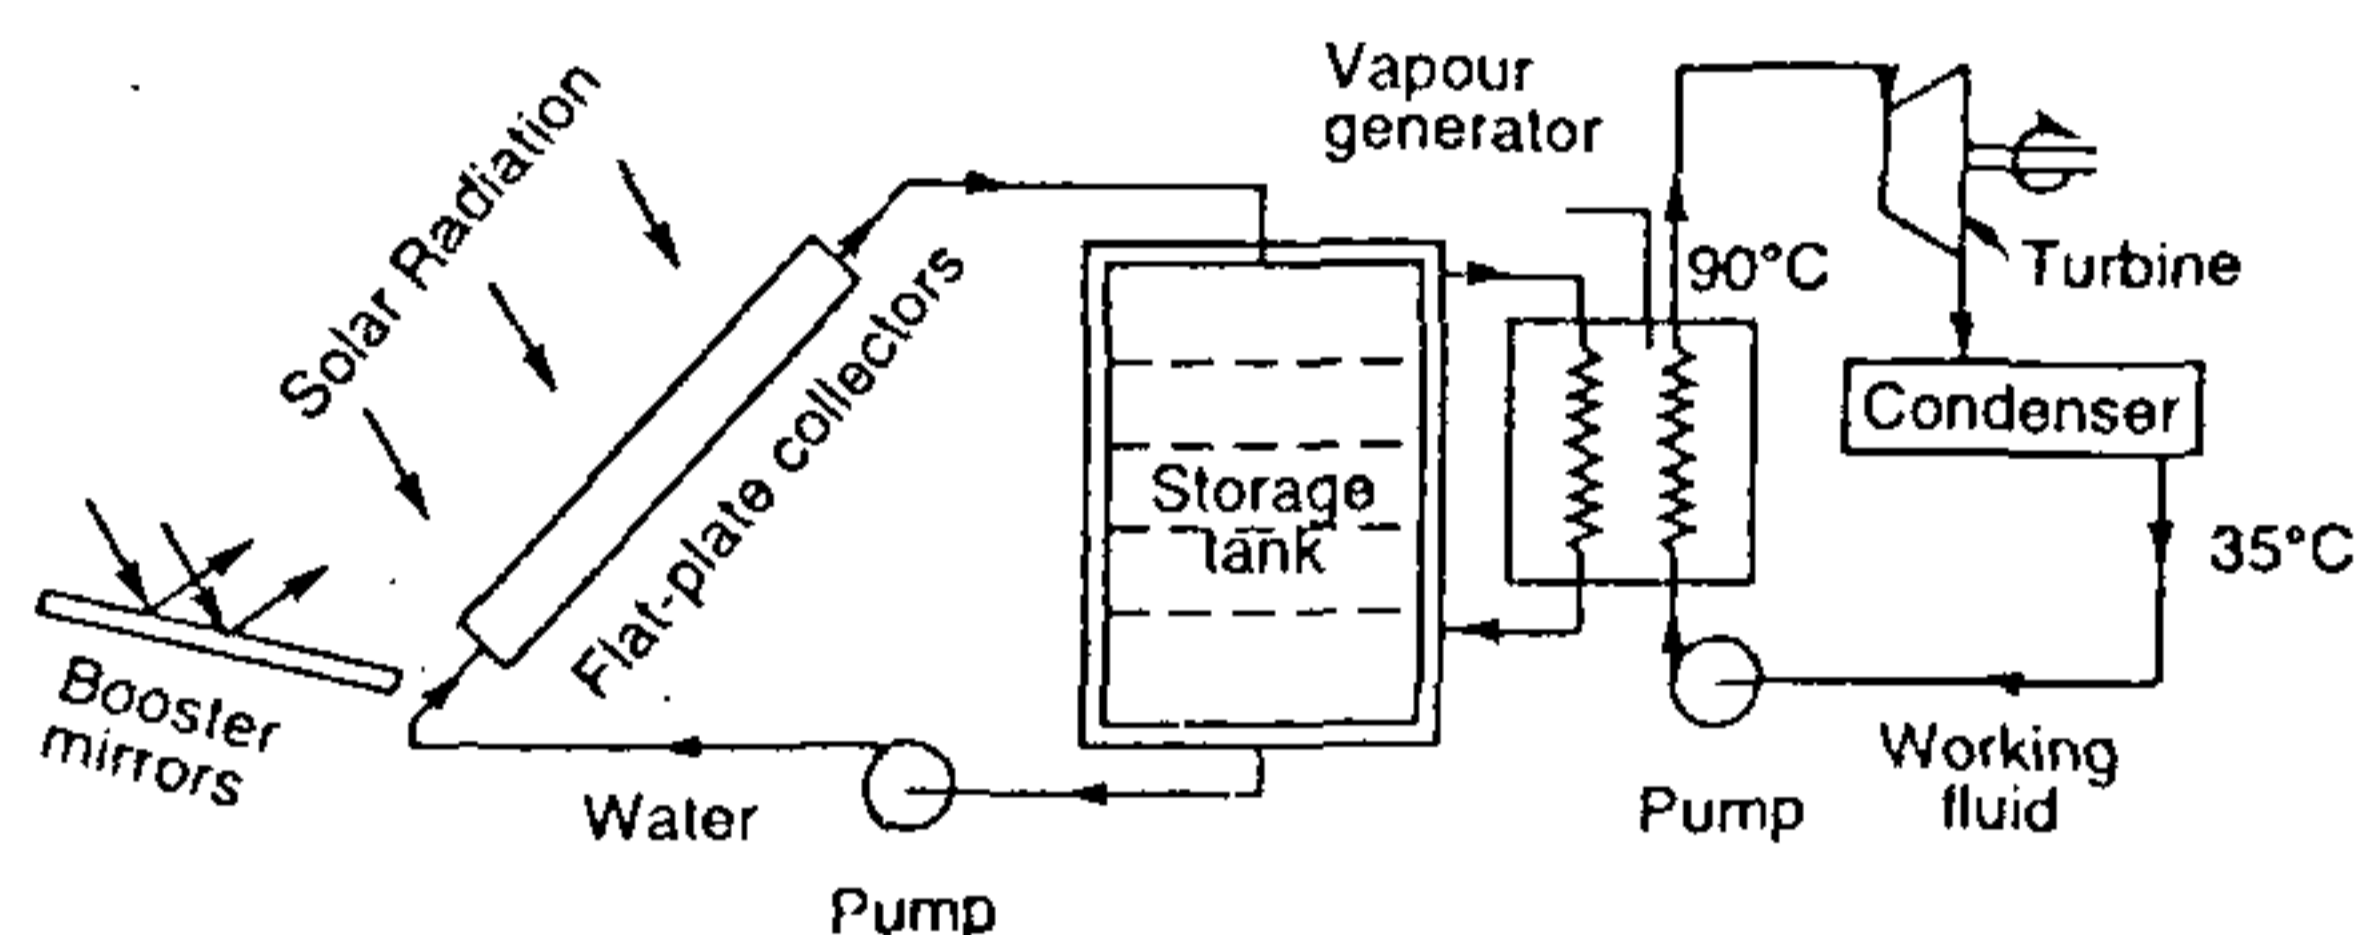 Solar Radiation
Flat-plate collectors
Booster
mirrors
Water
Pump
Storage
tank
Vapour
generator
90°C
Turbine
Condenser
35°C
Working
fluid
Pump